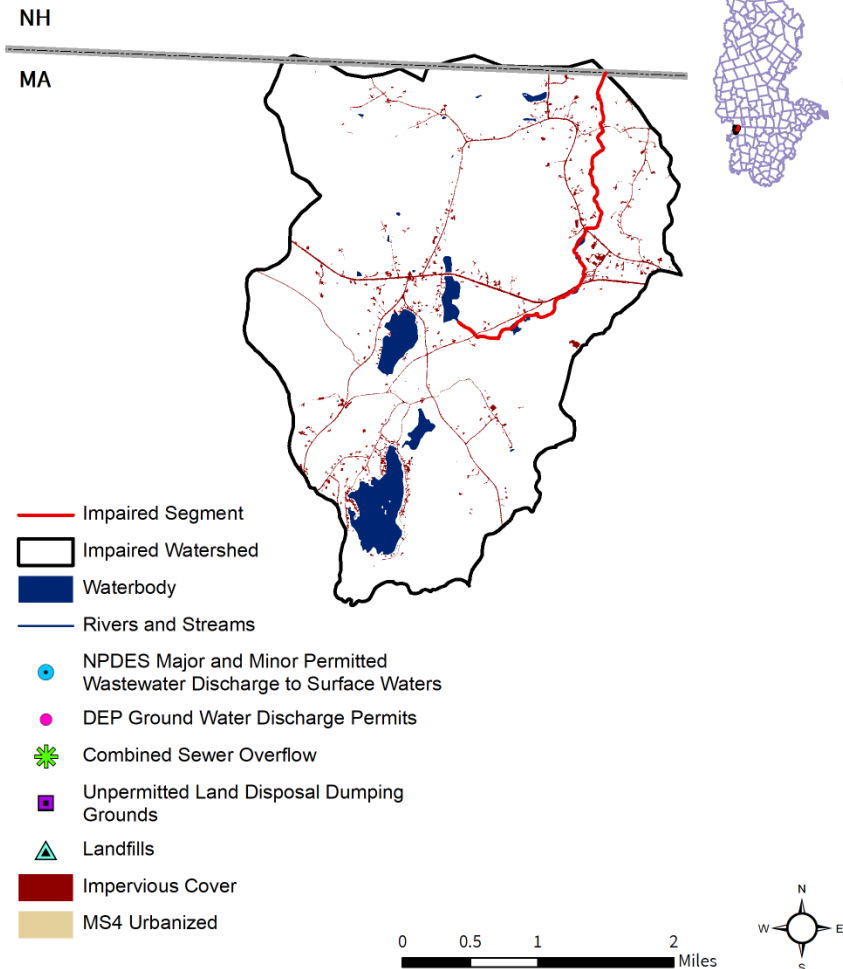 NH
MA
Impaired Segment
Impaired Watershed
Waterbody
Rivers and Streams
NPDES Major and Minor Permitted
Wastewater Discharge to Surface Waters
DEP Ground Water Discharge Permits
Combined Sewer Overflow
Unpermitted Land Disposal Dumping
Grounds
Landfills
Impervious Cover
MS4 Urbanized
0 0.5 1 2
Miles
N
W E
S